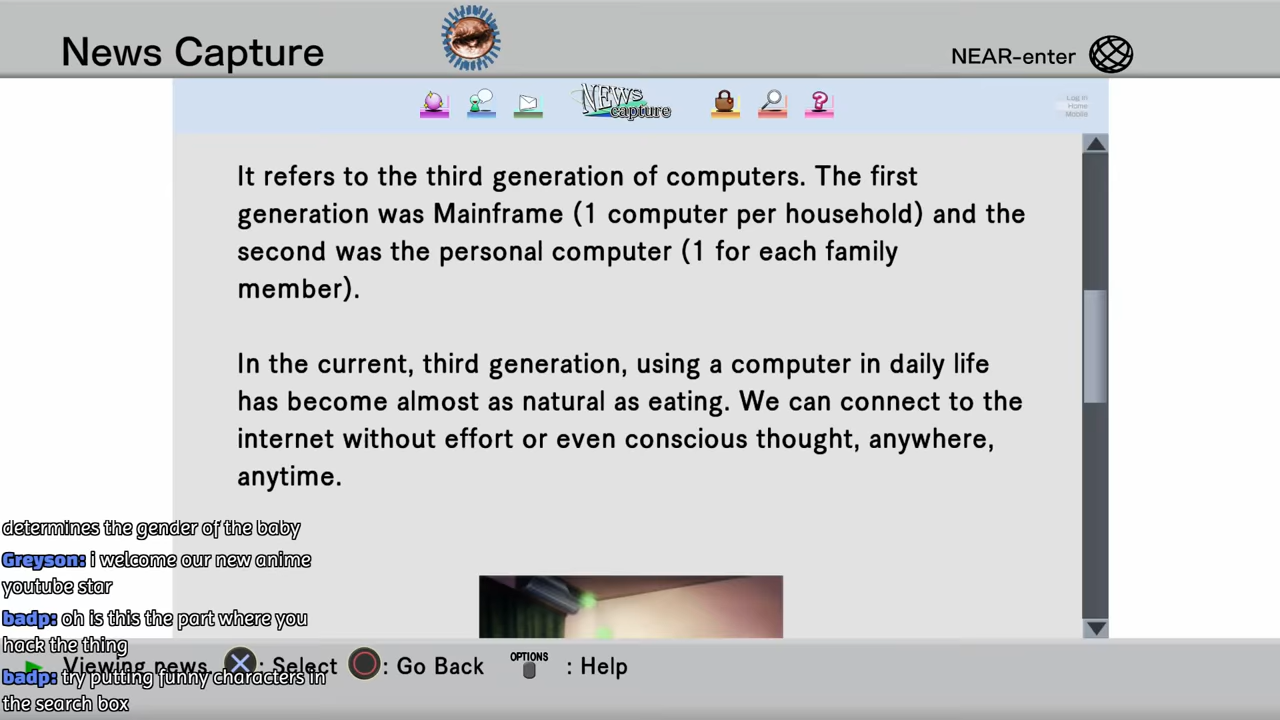 News Capture
NEAR-enter
NEWS
capture
Log in
Home
Mobile
It refers to the third generation of computers. The first
generation was Mainframe (1 computer per household) and the
second was the personal computer (1 for each family
member).
In the current, third generation, using a computer in daily life
has become almost as natural as eating. We can connect to the
internet without effort or even conscious thought, anywhere,
anytime.
determines the gender of the baby
Greyson: i welcome our new anime
youtube star
badp: oh is this the part where you
hack the thing
badp: try putting funny characters in
the search box
Viewing news : Select : Go Back OPTIONS : Help